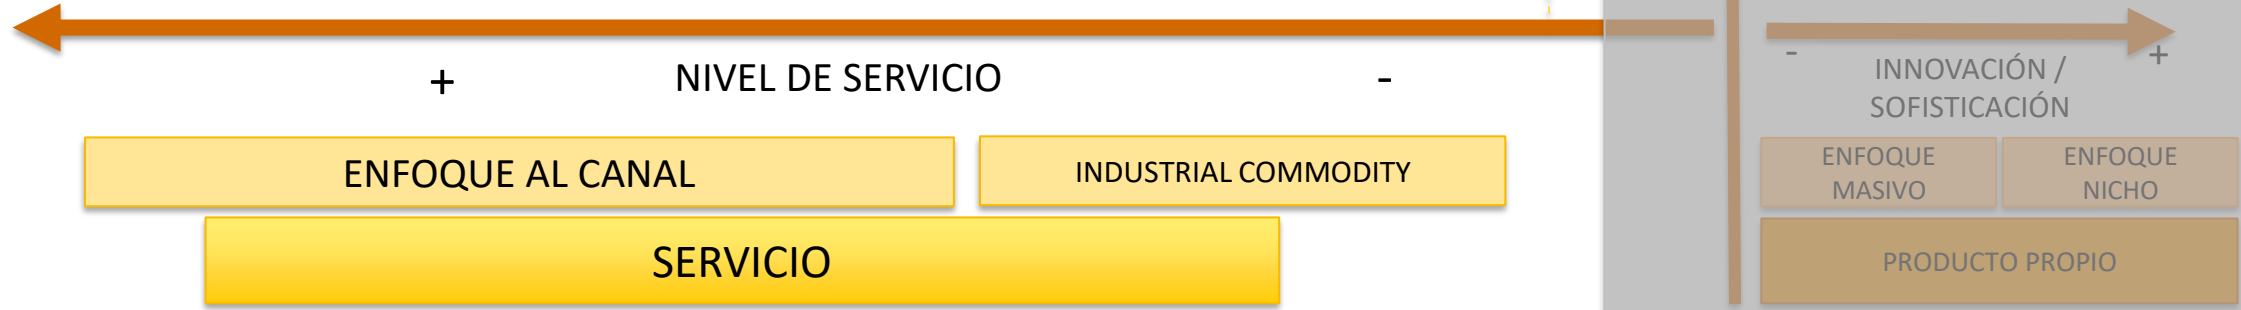 + NIVEL DE SERVICIO -
ENFOQUE AL CANAL
INDUSTRIAL COMMODITY
SERVICIO
- +
INNOVACIÓN /
SOFISTICACIÓN
ENFOQUE
MASIVO
ENFOQUE
NICHO
PRODUCTO PROPIO